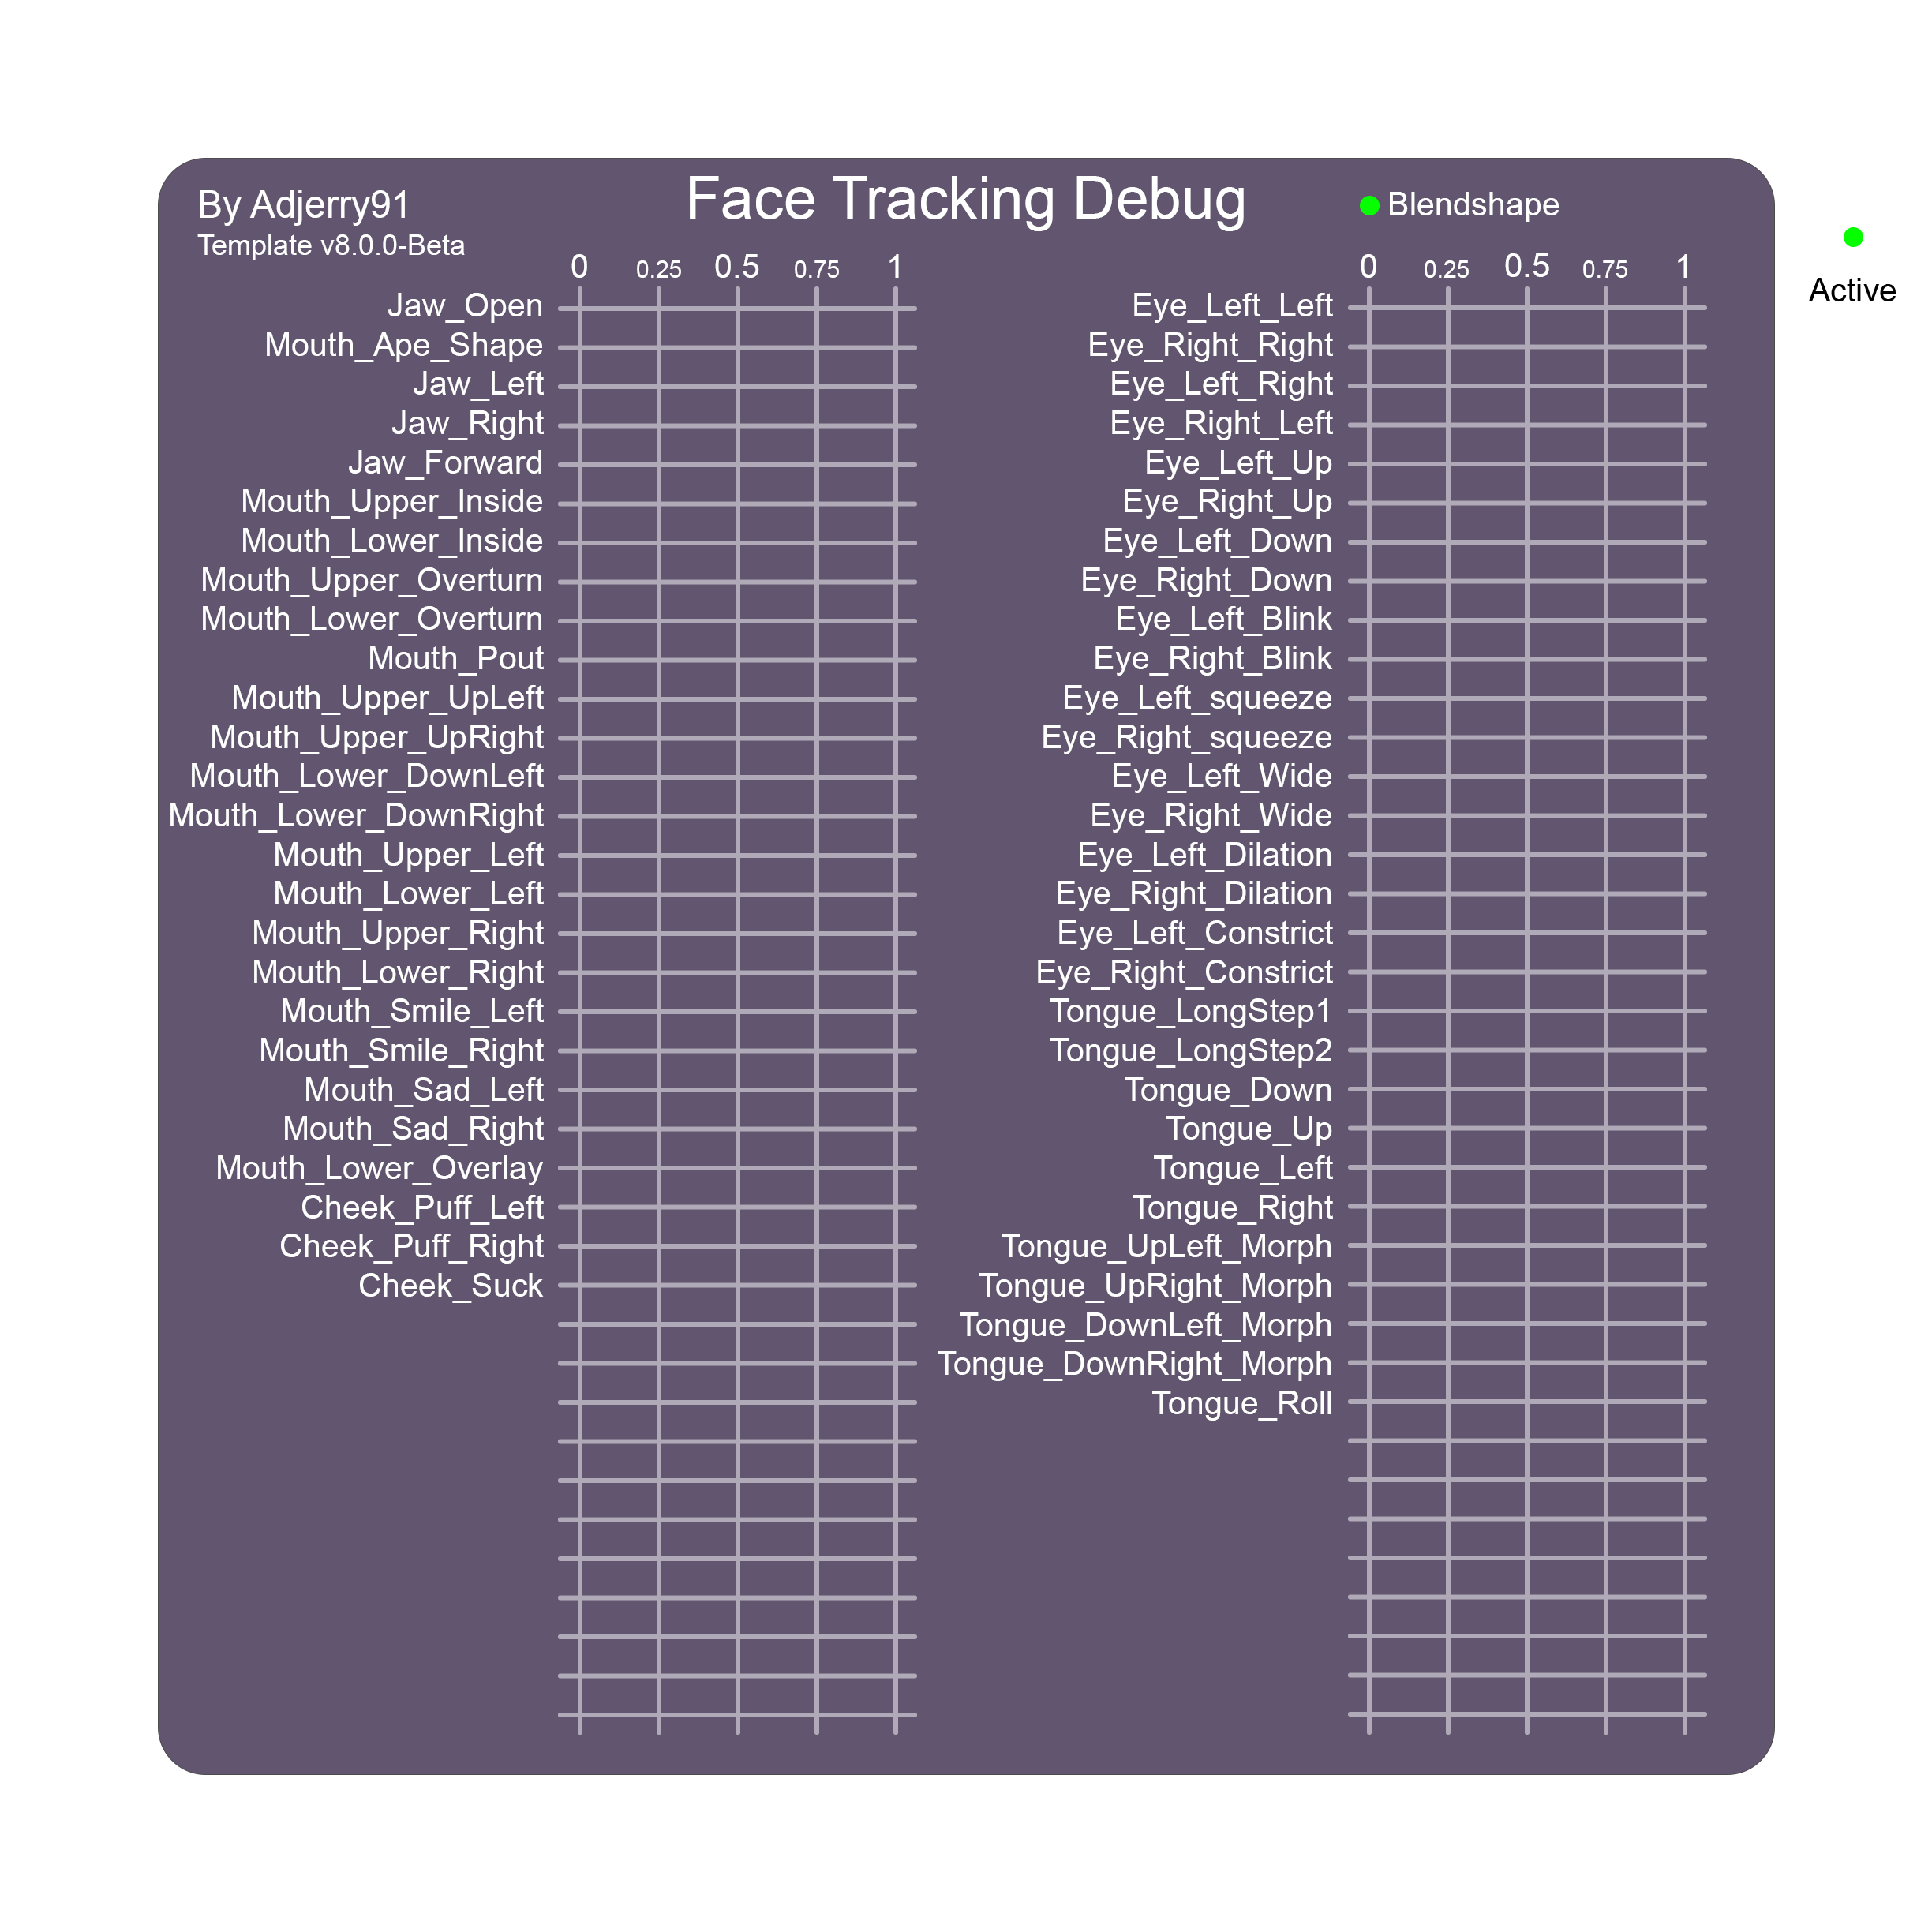 Face Tracking Debug
By Adjerry91
Template v8.0.0-Beta
Blendshape
Active
0 0.25 0.5 0.75 1
Jaw_Open
Mouth_Ape_Shape
Jaw_Left
Jaw_Right
Jaw_Forward
Mouth_Upper_Inside
Mouth_Lower_Inside
Mouth_Upper_Overturn
Mouth_Lower_Overturn
Mouth_Pout
Mouth_Upper_UpLeft
Mouth_Upper_UpRight
Mouth_Lower_DownLeft
Mouth_Lower_DownRight
Mouth_Upper_Left
Mouth_Lower_Left
Mouth_Upper_Right
Mouth_Lower_Right
Mouth_Smile_Left
Mouth_Smile_Right
Mouth_Sad_Left
Mouth_Sad_Right
Mouth_Lower_Overlay
Cheek_Puff_Left
Cheek_Puff_Right
Cheek_Suck
0 0.25 0.5 0.75 1
Eye_Left_Left
Eye_Right_Right
Eye_Left_Right
Eye_Right_Left
Eye_Left_Up
Eye_Right_Up
Eye_Left_Down
Eye_Right_Down
Eye_Left_Blink
Eye_Right_Blink
Eye_Left_squeeze
Eye_Right_squeeze
Eye_Left_Wide
Eye_Right_Wide
Eye_Left_Dilation
Eye_Right_Dilation
Eye_Left_Constrict
Eye_Right_Constrict
Tongue_LongStep1
Tongue_LongStep2
Tongue_Down
Tongue_Up
Tongue_Left
Tongue_Right
Tongue_UpLeft_Morph
Tongue_UpRight_Morph
Tongue_DownLeft_Morph
Tongue_DownRight_Morph
Tongue_Roll